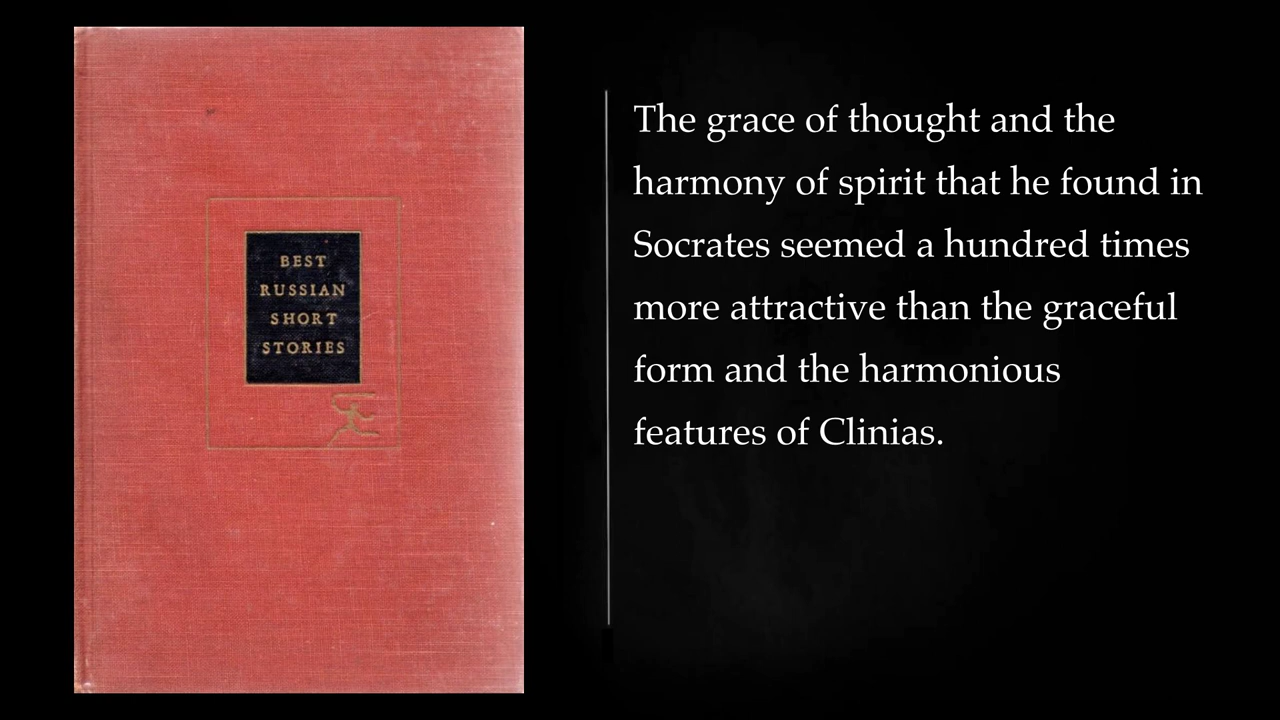 BEST
RUSSIAN
SHORT
STORIES
The grace of thought and the
harmony of spirit that he found in
Socrates seemed a hundred times
more attractive than the graceful
form and the harmonious
features of Clinias.